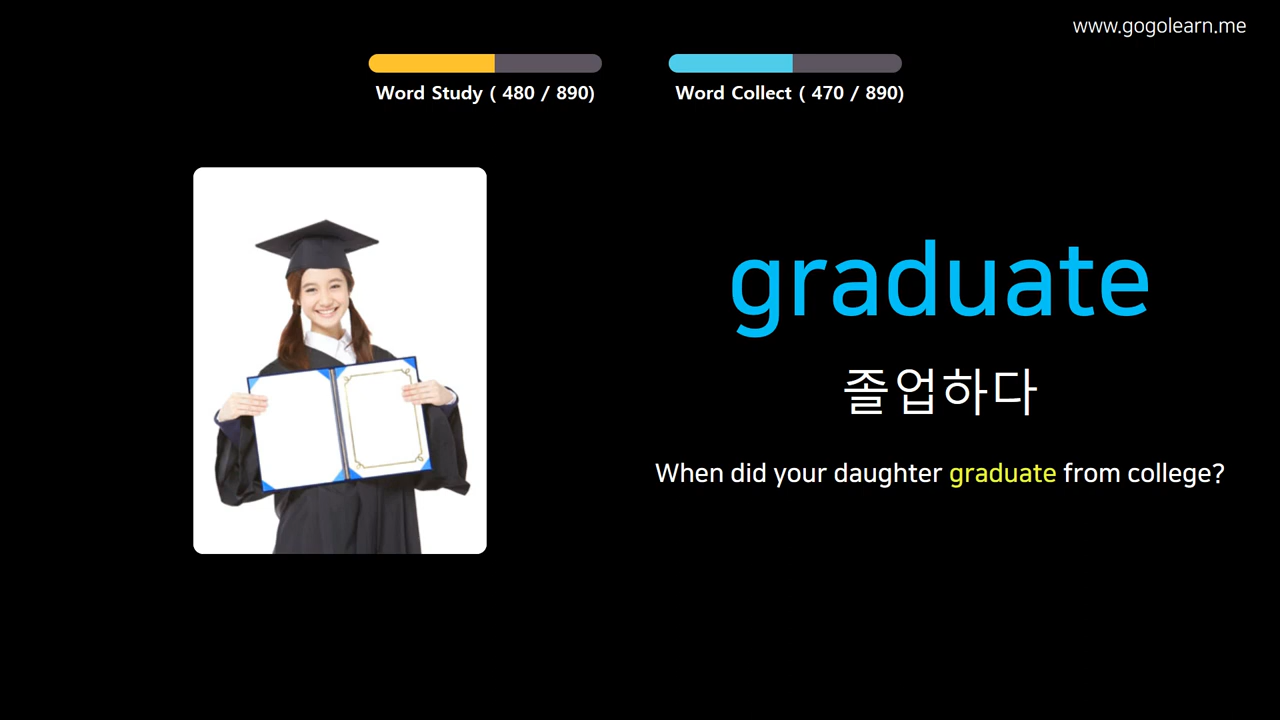 www.gogolearn.me
Word Study ( 480 / 890)
Word Collect ( 470 / 890)
graduate
졸업하다
When did your daughter graduate from college?